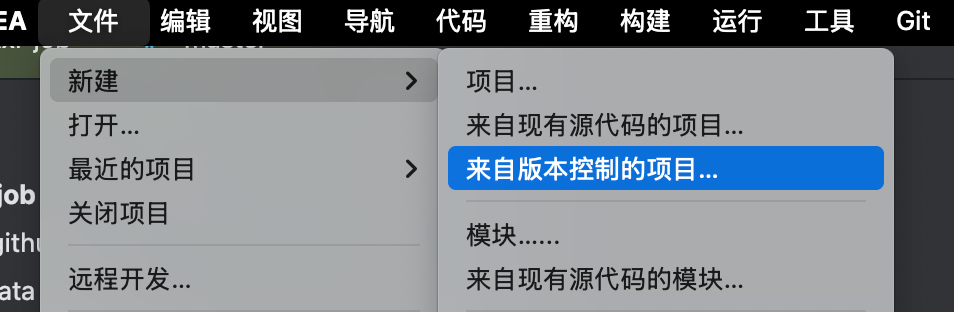 EA 文件 编辑 视图 导航 代码 重构 构建 运行 工具 Git
新建
打开...
最近的项目
关闭项目
远程开发...
项目...
来自现有源代码的项目...
来自版本控制的项目...
模块......
来自现有源代码的模块...
job
githu
ata